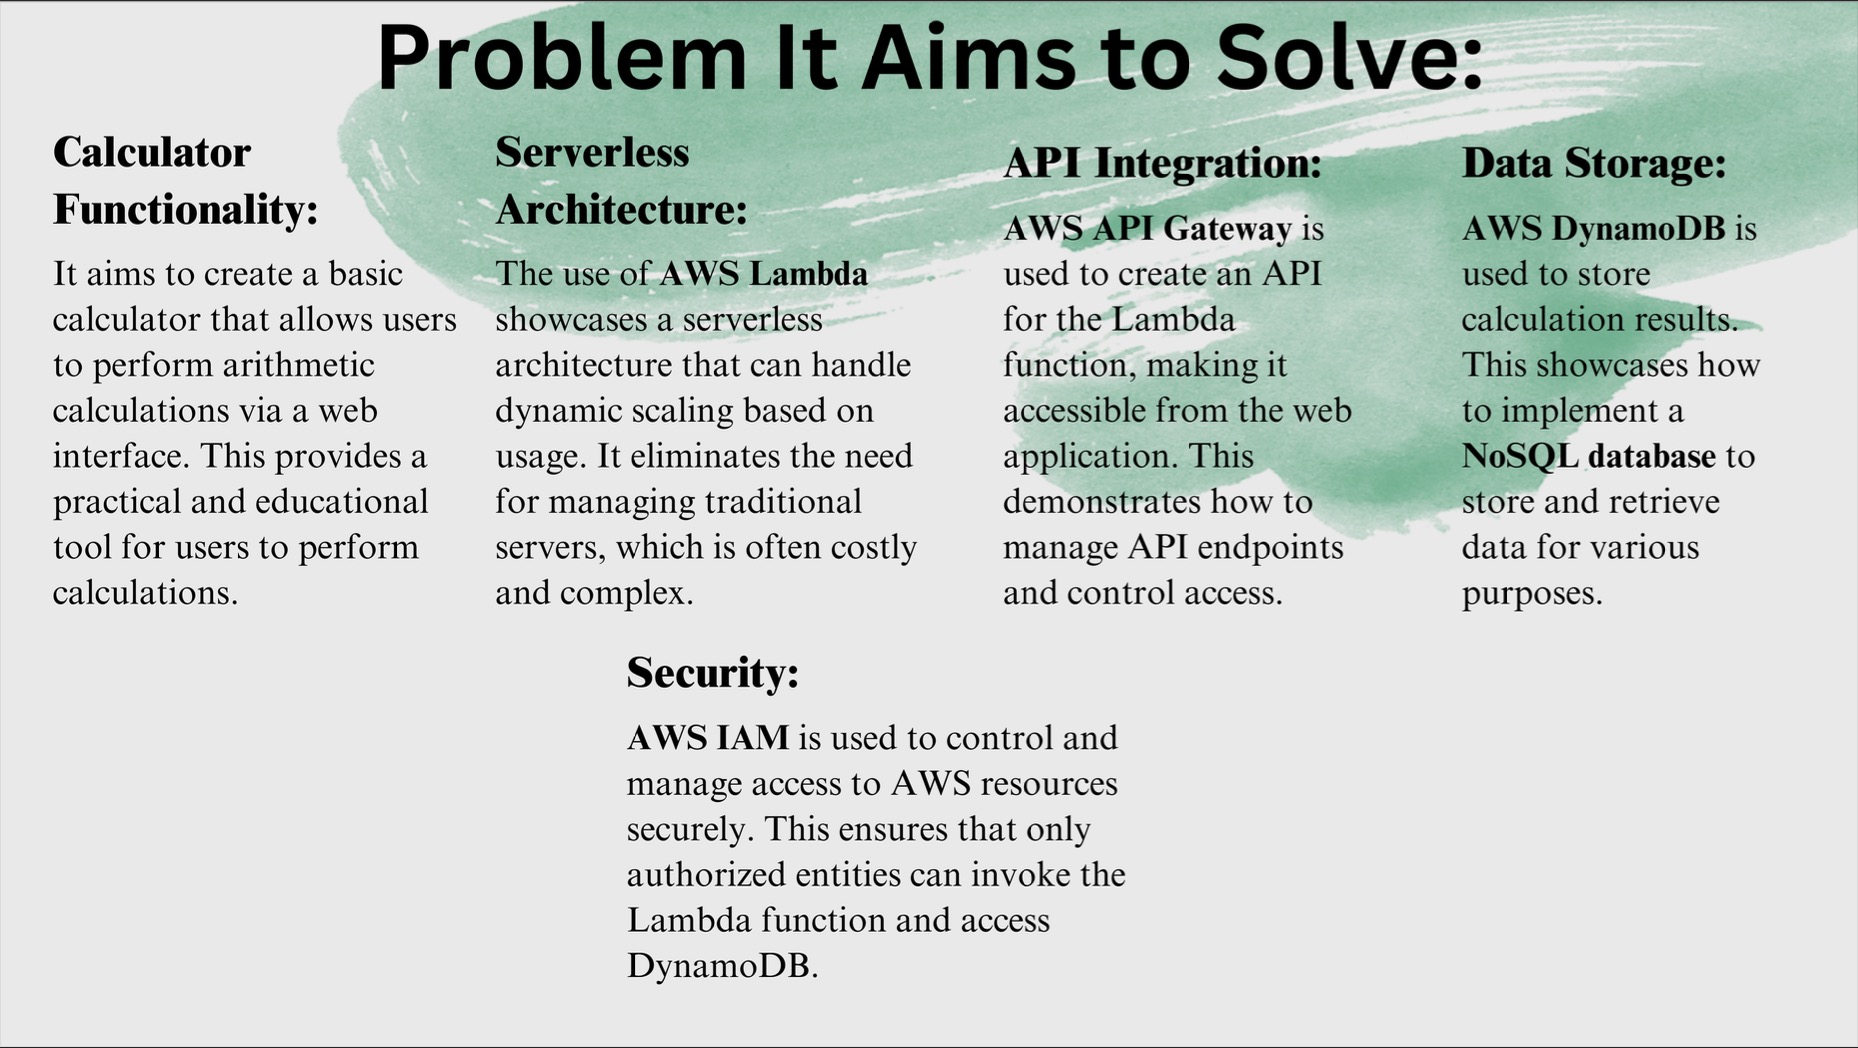 Problem It Aims to Solve:
Calculator
Functionality:
It aims to create a basic
calculator that allows users
to perform arithmetic
calculations via a web
interface. This provides a
practical and educational
tool for users to perform
calculations.
Serverless
Architecture:
The use of AWS Lambda
showcases a serverless
architecture that can handle
dynamic scaling based on
usage. It eliminates the need
for managing traditional
servers, which is often costly
and complex.
API Integration:
AWS API Gateway is
used to create an API
for the Lambda
function, making it
accessible from the web
application. This
demonstrates how to
manage API endpoints
and control access.
Data Storage:
AWS DynamoDB is
used to store
calculation results.
This showcases how
to implement a
NoSQL database to
store and retrieve
data for various
purposes.
Security:
AWS IAM is used to control and
manage access to AWS resources
securely. This ensures that only
authorized entities can invoke the
Lambda function and access
DynamoDB.